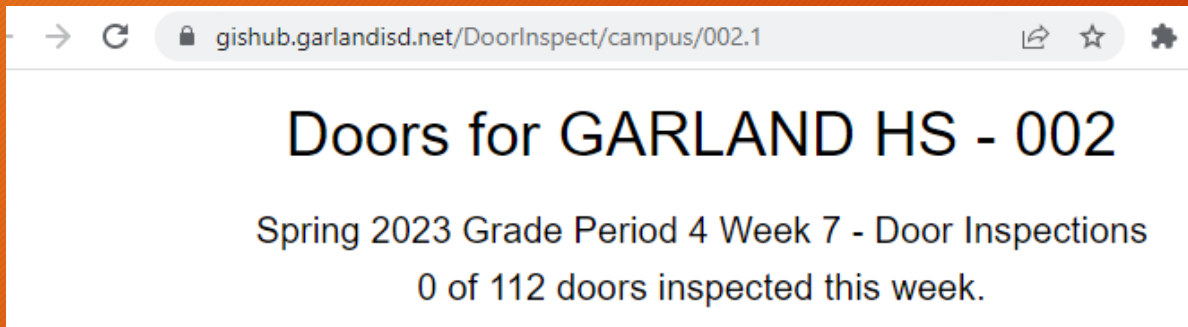 gishub.garlandisd.net/DoorInspect/campus/002.1
Doors for GARLAND HS - 002
Spring 2023 Grade Period 4 Week 7 - Door Inspections
0 of 112 doors inspected this week.